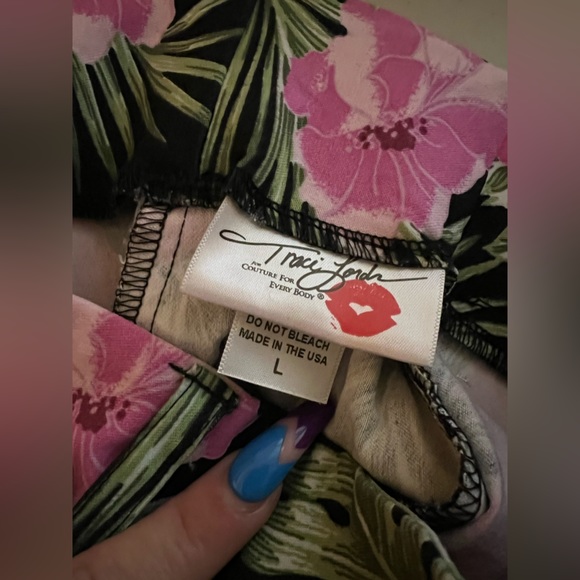 Traci Lords
FOR
COUTURE FOR
EVERY BODY®
DO NOT BLEACH
MADE IN THE USA
L